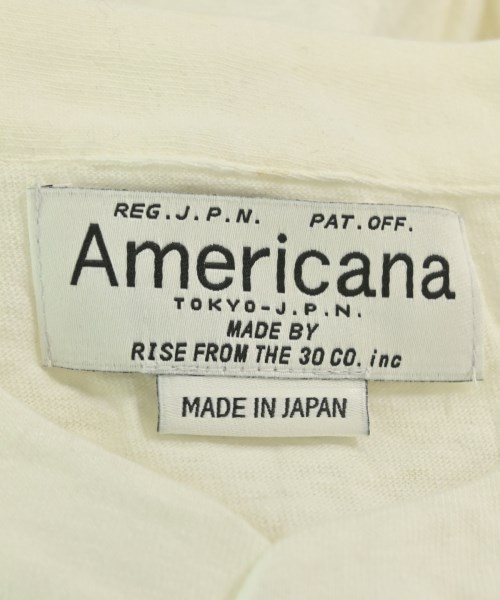 REG.J.P.N. PAT.OFF.
Americana
TOKYO-J.P.N.
MADE BY
RISE FROM THE 30 CO. inc
MADE IN JAPAN